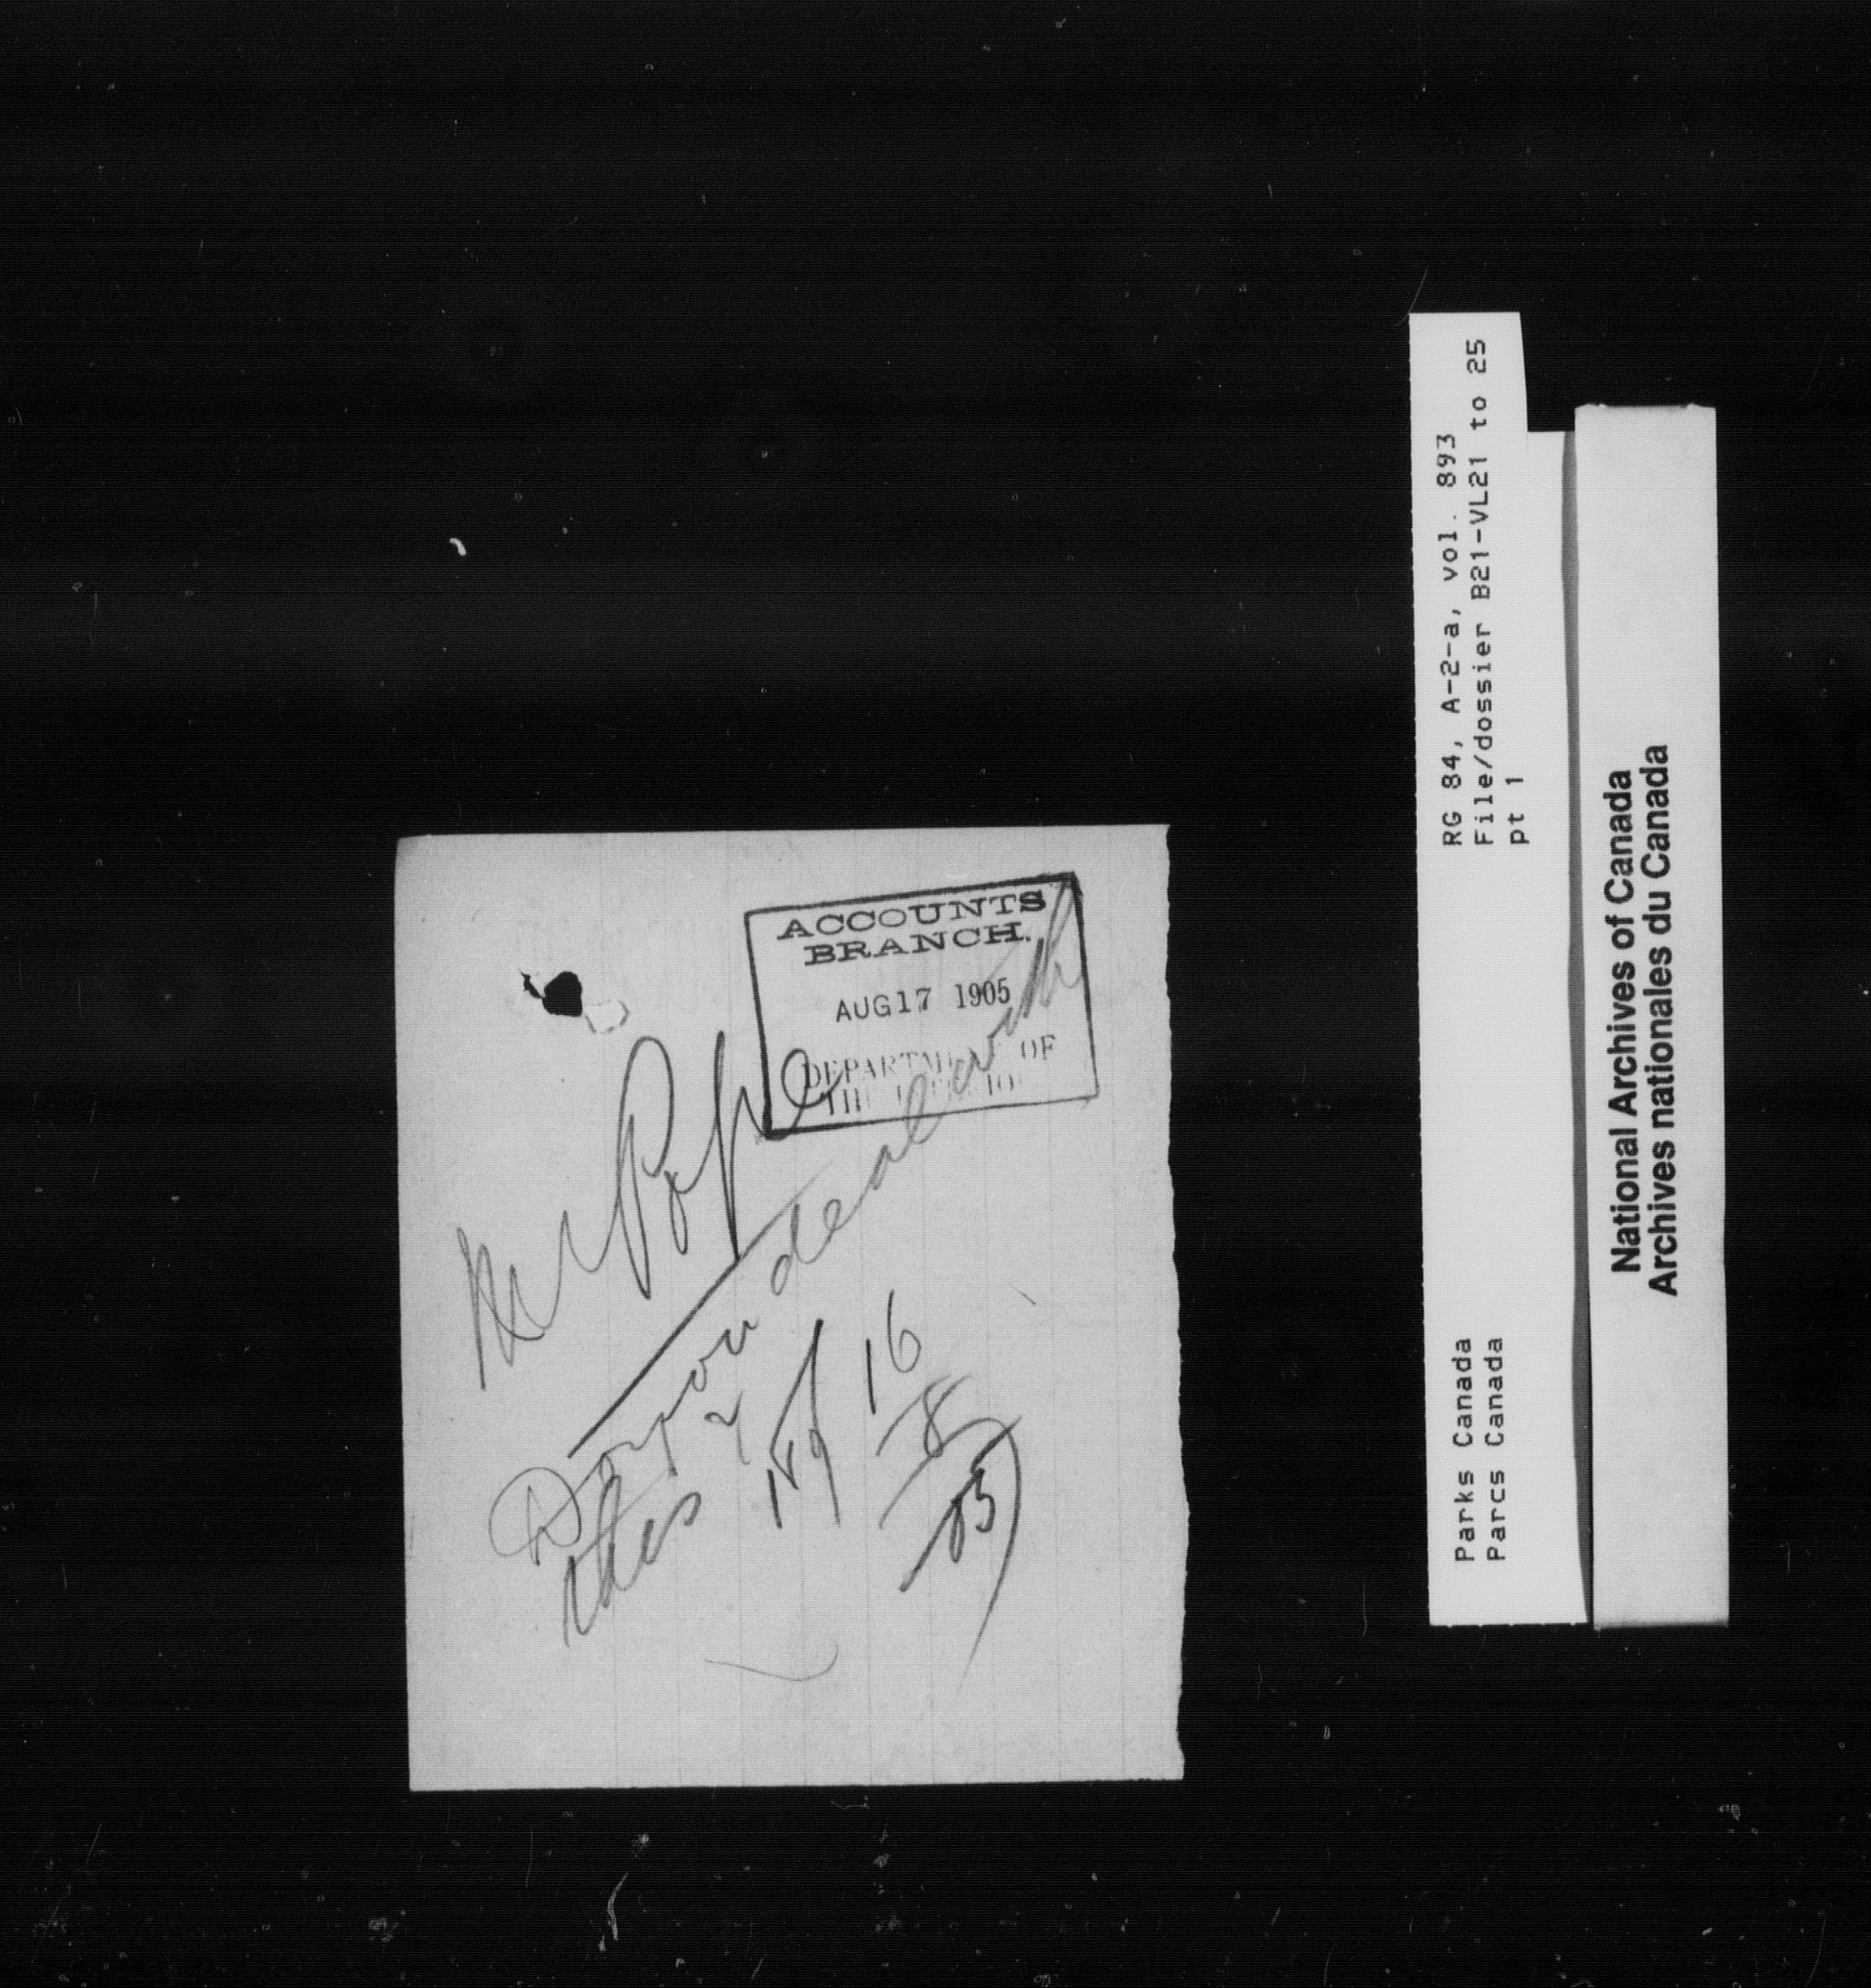 ACCOUNTS
BRANCH.
AUG 17 1905
DEPARTMENT OF
THE INTERIOR
Mr Pope
Do you deal with
this?
16/8/05
RG 84, A-2-a, vol. 893
File/dossier B21-VL21 to 25
pt 1
Parks Canada
Parcs Canada
National Archives of Canada
Archives nationales du Canada